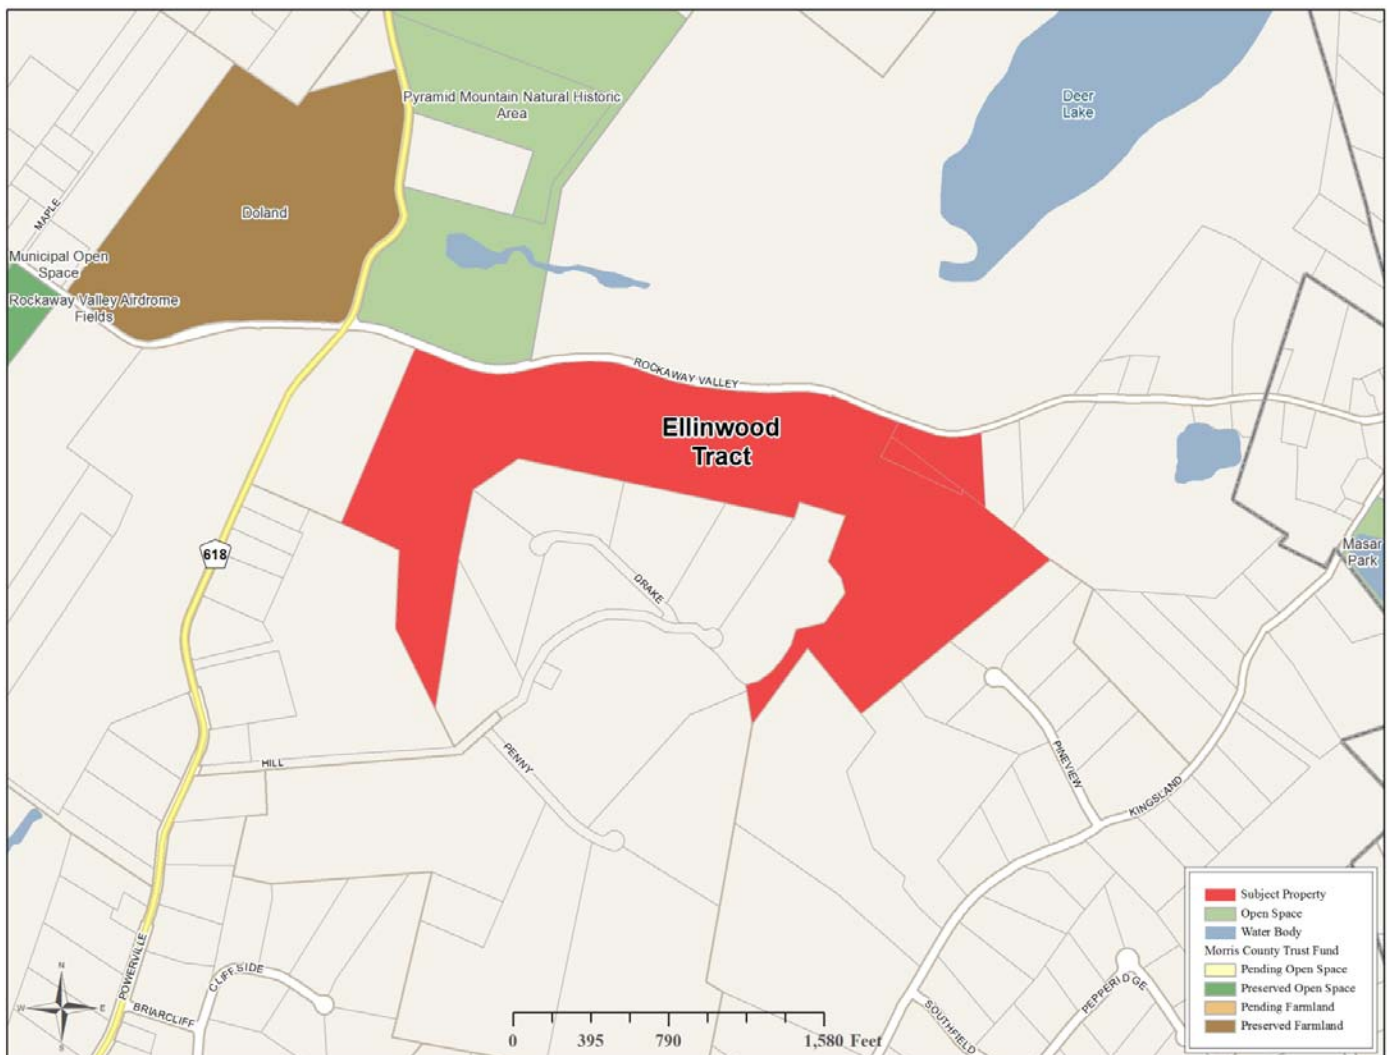 Pyramid Mountain Natural Historic
Area
Deer
Lake
Doland
MAPLE
Municipal Open
Space
Rockaway Valley Airdrome
Fields
ROCKAWAY VALLEY
Ellinwood
Tract
618
Masar
Park
DRAKE
HILL
PENNY
PINEVIEW
KINGSLAND
POWERVILLE
CLIFFSIDE
BRIARCLIFF
SOUTHFIELD
PEPPERIDGE
N
W
E
S
0 395 790 1,580 Feet
Subject Property
Open Space
Water Body
Morris County Trust Fund
Pending Open Space
Preserved Open Space
Pending Farmland
Preserved Farmland